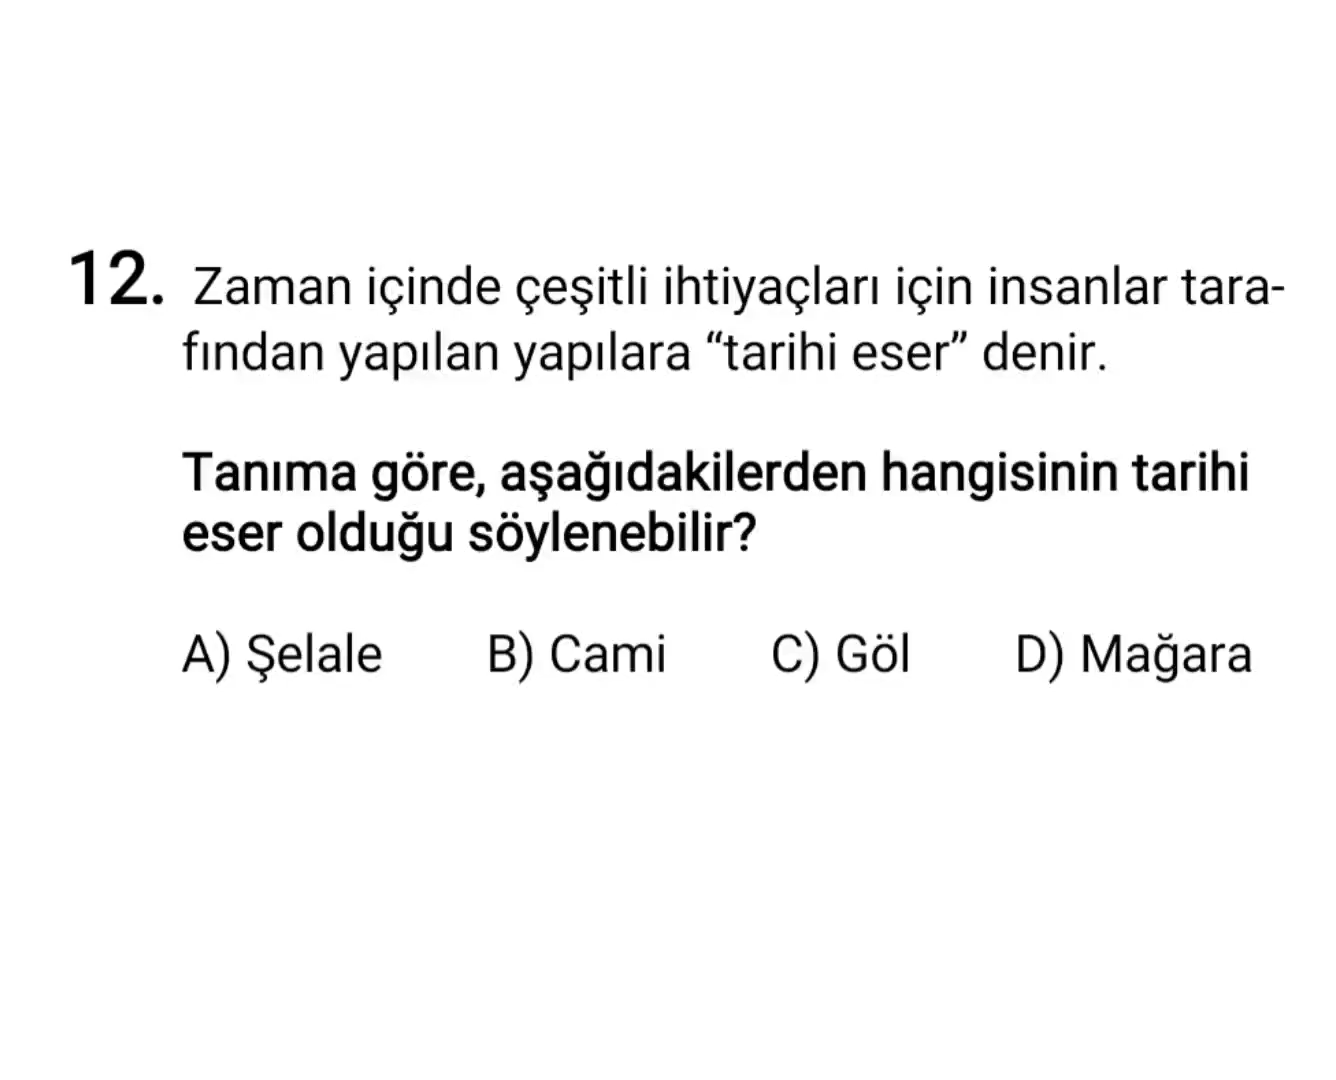 12. Zaman içinde çeşitli ihtiyaçları için insanlar tara-
fından yapılan yapılara “tarihi eser” denir.
Tanıma göre, aşağıdakilerden hangisinin tarihi
eser olduğu söylenebilir?
A) Şelale B) Cami C) Göl D) Mağara